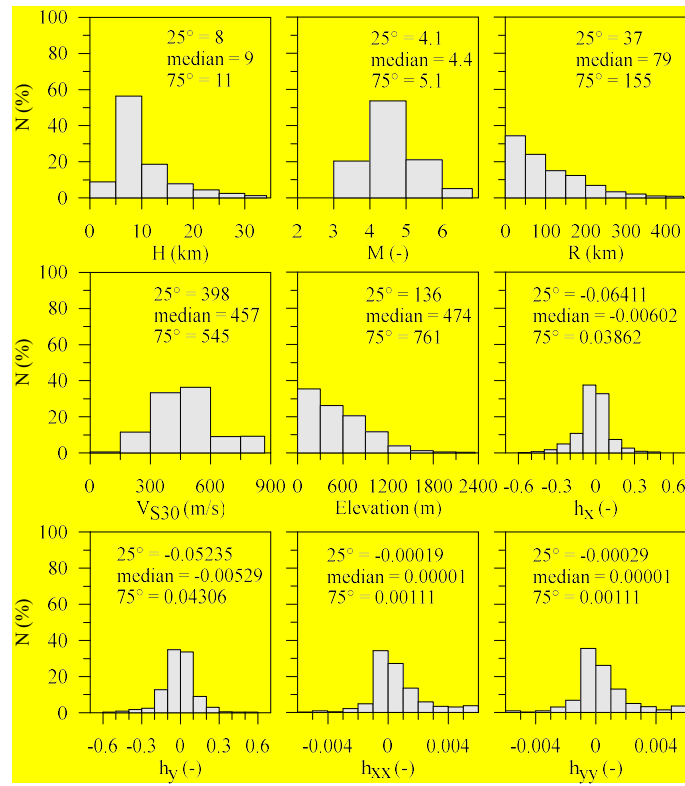 100
80
60
40
20
0
N (%)
25° = 8
median = 9
75° = 11
0 10 20 30
H (km)
25° = 4.1
median = 4.4
75° = 5.1
2 3 4 5 6
M (-)
25° = 37
median = 79
75° = 155
0 100 200 300 400
R (km)
100
80
60
40
20
0
N (%)
25° = 398
median = 457
75° = 545
0 300 600 900
VS30 (m/s)
25° = 136
median = 474
75° = 761
0 600 1200 1800 2400
Elevation (m)
25° = -0.06411
median = -0.00602
75° = 0.03862
-0.6 -0.3 0 0.3 0.6
hx (-)
100
80
60
40
20
0
N (%)
25° = -0.05235
median = -0.00529
75° = 0.04306
-0.6 -0.3 0 0.3 0.6
hy (-)
25° = -0.00019
median = 0.00001
75° = 0.00111
-0.004 0 0.004
hxx (-)
25° = -0.00029
median = 0.00001
75° = 0.00111
-0.004 0 0.004
hyy (-)